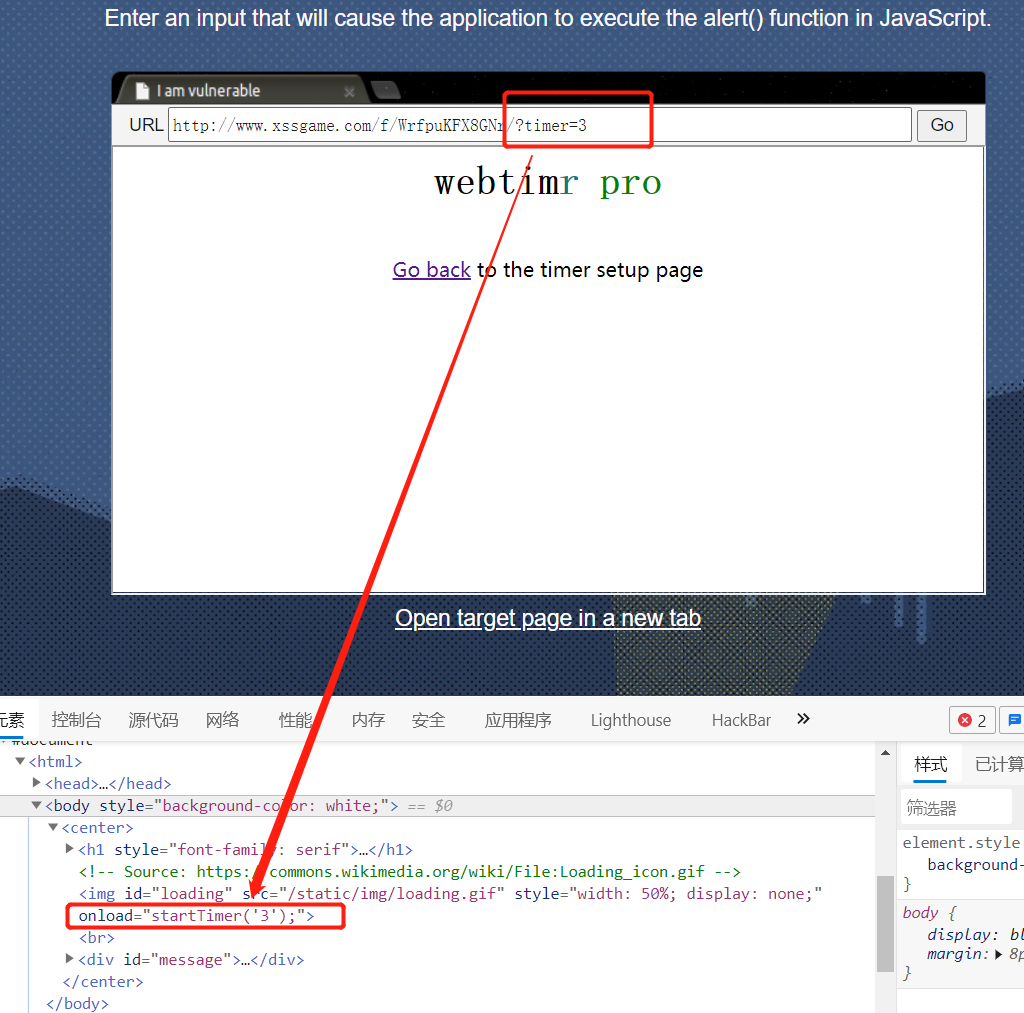 Enter an input that will cause the application to execute the alert() function in JavaScript.
I am vulnerable
URL http://www.xssgame.com/f/WrfpuKFX8GNr/?timer=3 Go
webtimr pro
Go back to the timer setup page
Open target page in a new tab
元素 控制台 源代码 网络 性能 内存 安全 应用程序 Lighthouse HackBar » 2
#document
<html>
<head>…</head>
<body style="background-color: white;"> == $0
<center>
<h1 style="font-family: serif">…</h1>
<!-- Source: https://commons.wikimedia.org/wiki/File:Loading_icon.gif -->
<img id="loading" src="/static/img/loading.gif" style="width: 50%; display: none;"
onload="startTimer('3');">
<br>
<div id="message">…</div>
</center>
</body>
样式 已计算
筛选器
element.style
background-
}
body {
display: bl
margin: 8p
}